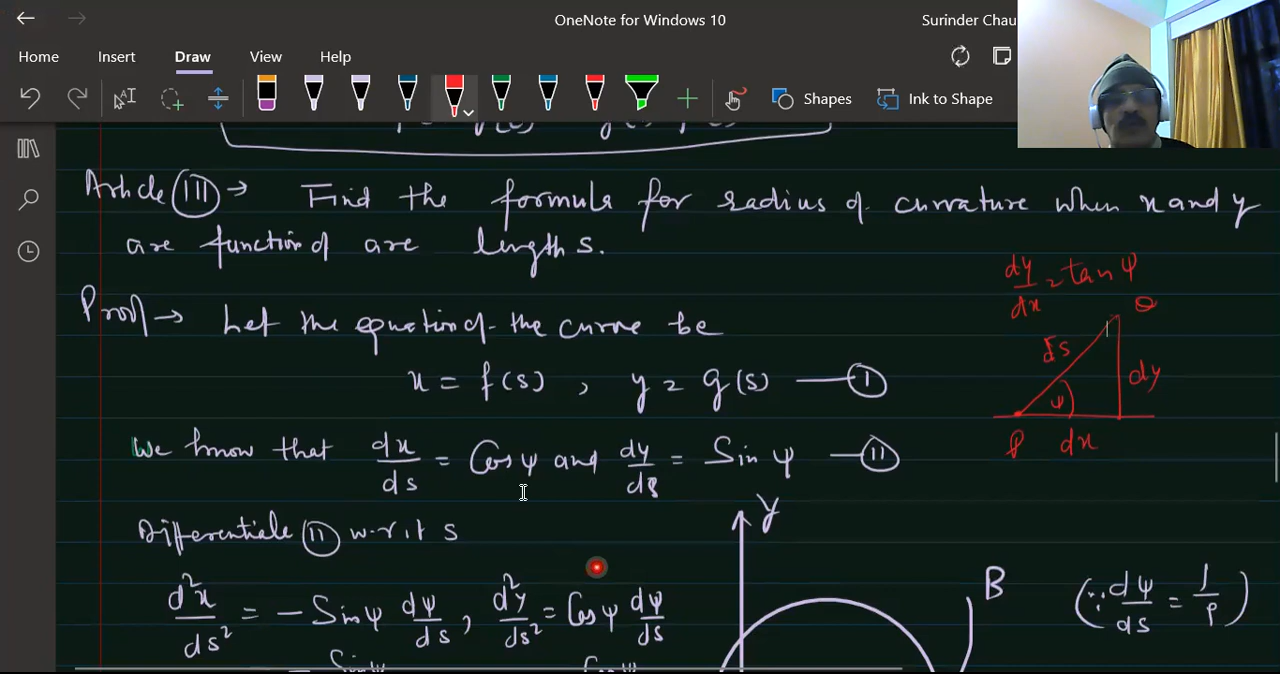 OneNote for Windows 10
Surinder Chau
Home Insert Draw View Help
Shapes Ink to Shape
Article (III) → Find the formula for radius of curvature when x and y
are function of arc length s.
dy/dx = tan ψ
Proof → Let the equation of the curve be
Q
ds
ψ
dy
P dx
x = f(s) , y = g(s) —— (I)
We know that dx/ds = Cos ψ and dy/ds = Sin ψ — (II)
Differentiale (II) w.r.t s
Y
B
d²x/ds² = - Sin ψ dψ/ds , d²y/ds² = Cos ψ dψ/ds
(∵ dψ/ds = 1/ρ)